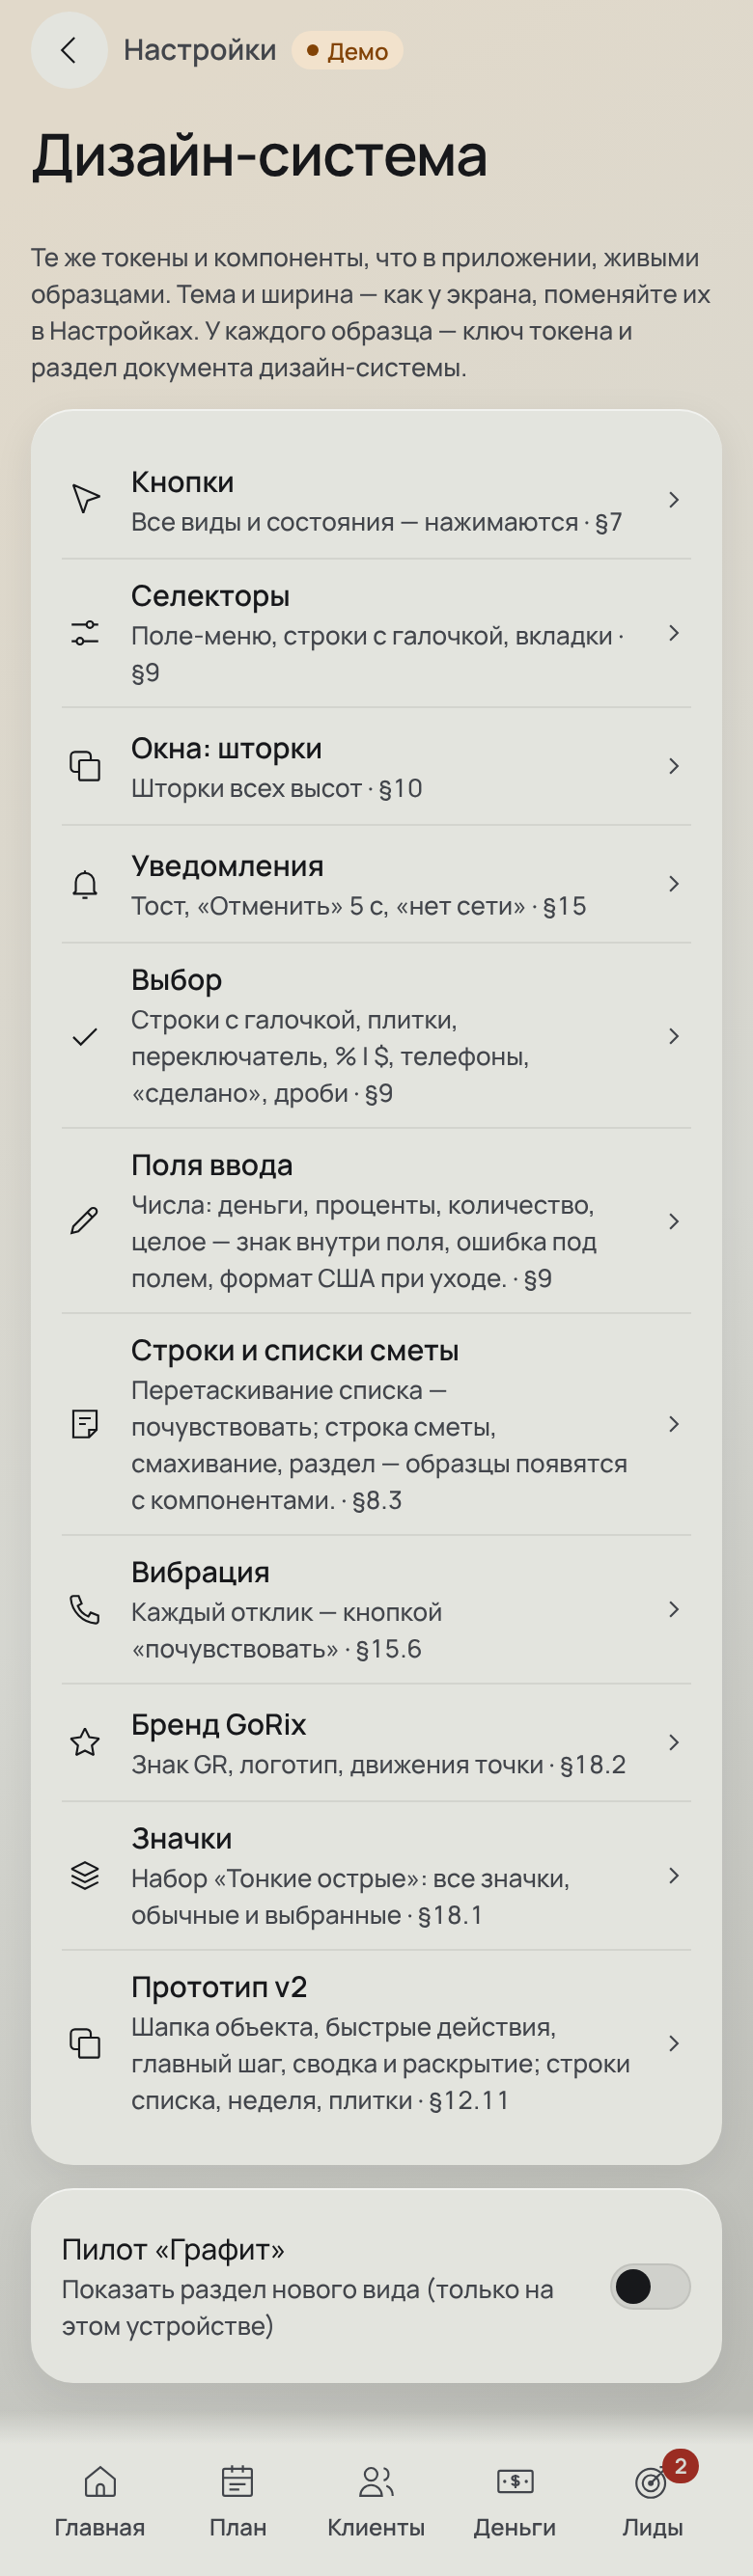 Настройки
Демо
Дизайн-система
Те же токены и компоненты, что в приложении, живыми
образцами. Тема и ширина — как у экрана, поменяйте их
в Настройках. У каждого образца — ключ токена и
раздел документа дизайн-системы.
Кнопки
Все виды и состояния — нажимаются · §7
Селекторы
Поле-меню, строки с галочкой, вкладки ·
§9
Окна: шторки
Шторки всех высот · §10
Уведомления
Тост, «Отменить» 5 с, «нет сети» · §15
Выбор
Строки с галочкой, плитки,
переключатель, % | $, телефоны,
«сделано», дроби · §9
Поля ввода
Числа: деньги, проценты, количество,
целое — знак внутри поля, ошибка под
полем, формат США при уходе. · §9
Строки и списки сметы
Перетаскивание списка —
почувствовать; строка сметы,
смахивание, раздел — образцы появятся
с компонентами. · §8.3
Вибрация
Каждый отклик — кнопкой
«почувствовать» · §15.6
Бренд GoRix
Знак GR, логотип, движения точки · §18.2
Значки
Набор «Тонкие острые»: все значки,
обычные и выбранные · §18.1
Прототип v2
Шапка объекта, быстрые действия,
главный шаг, сводка и раскрытие; строки
списка, неделя, плитки · §12.11
Пилот «Графит»
Показать раздел нового вида (только на
этом устройстве)
2
Главная
План
Клиенты
Деньги
Лиды